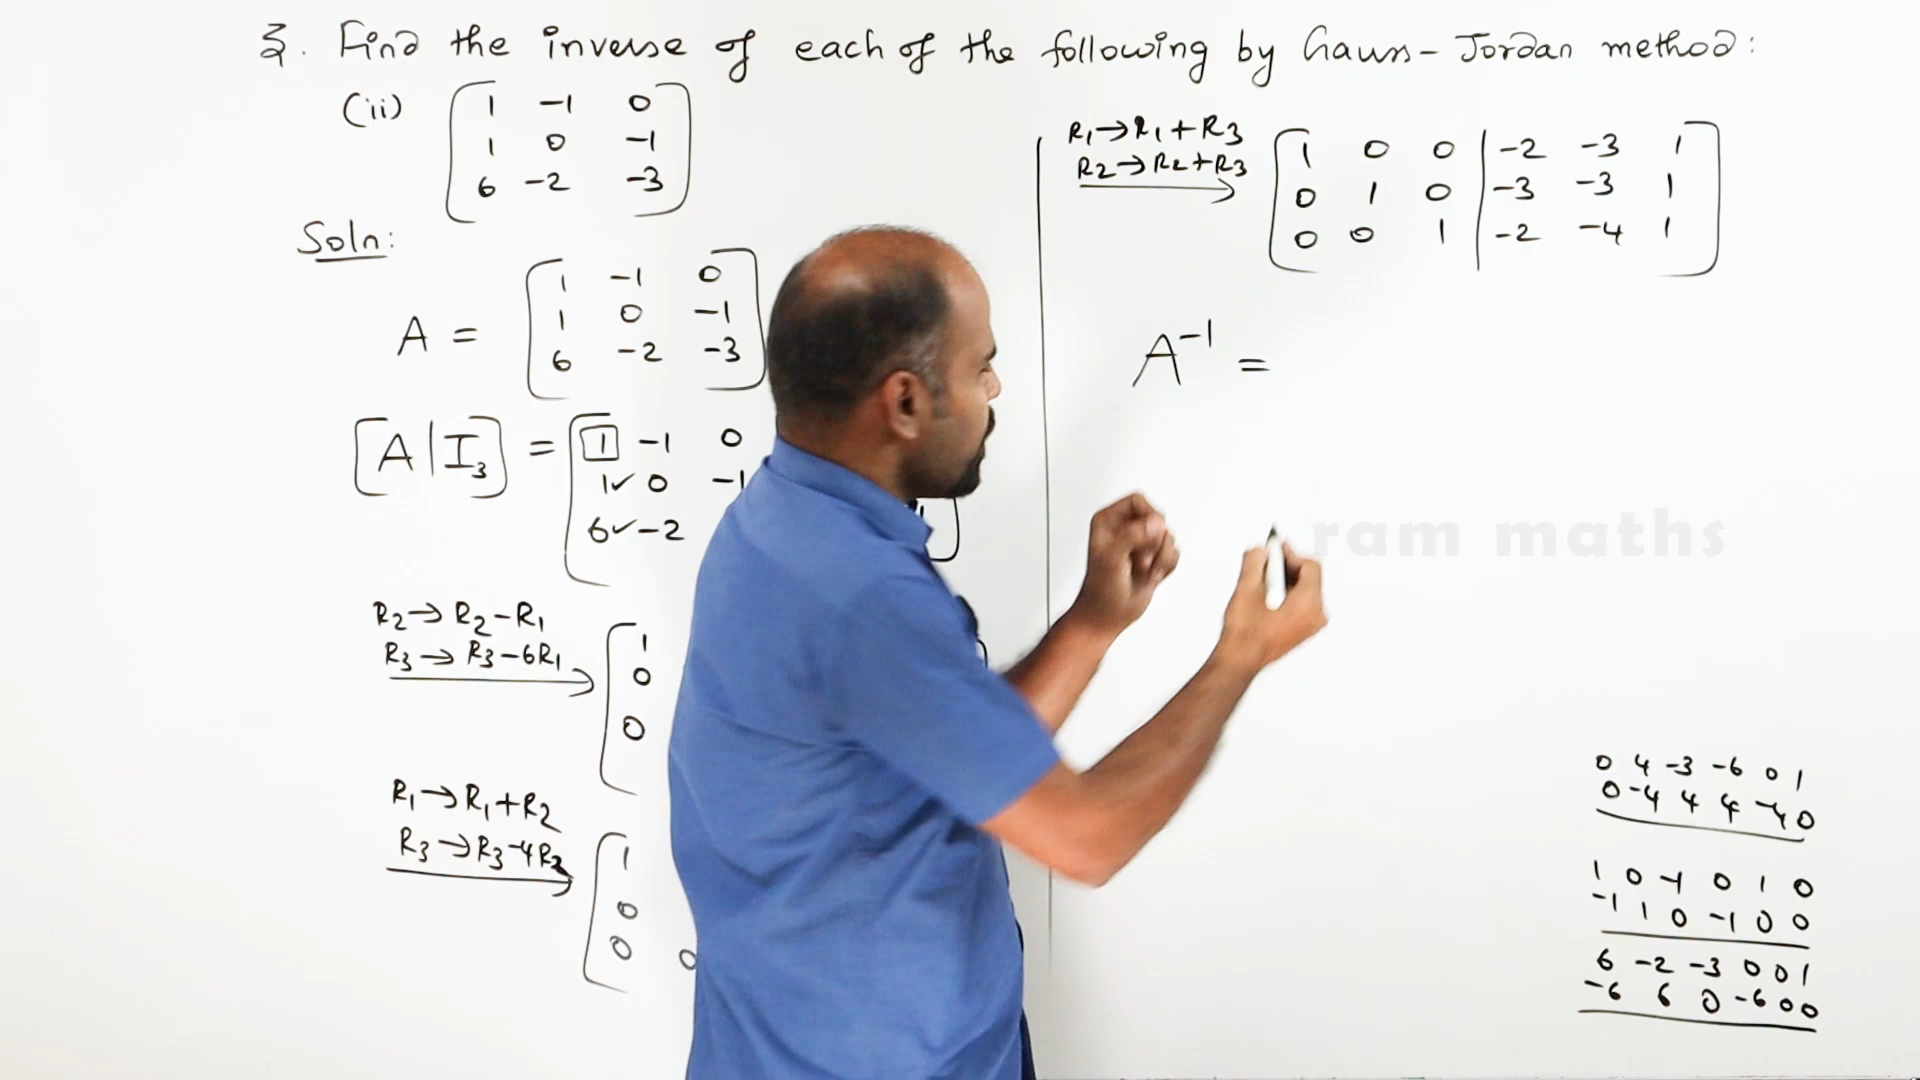 2. Find the inverse of each of the following by Gauss-Jordan method:
(ii) [ 1 -1 0
1 0 -1
6 -2 -3 ]
Soln:
A = [ 1 -1 0
1 0 -1
6 -2 -3 ]
[A|I₃] = [ 1 -1 0
1✓ 0 -1
6✓ -2
R₂→R₂-R₁
R₃→R₃-6R₁
1
0
0
R₁→R₁+R₂
R₃→R₃-4R₂
1
0
0 0
R₁→R₁+R₃
R₂→R₂+R₃
[ 1 0 0 | -2 -3 1
0 1 0 | -3 -3 1
0 0 1 | -2 -4 1 ]
A⁻¹ =
ram maths
0 4 -3 -6 0 1
0 -4 4 4 -4 0
1 0 -1 0 1 0
-1 1 0 -1 0 0
6 -2 -3 0 0 1
-6 6 0 -6 0 0